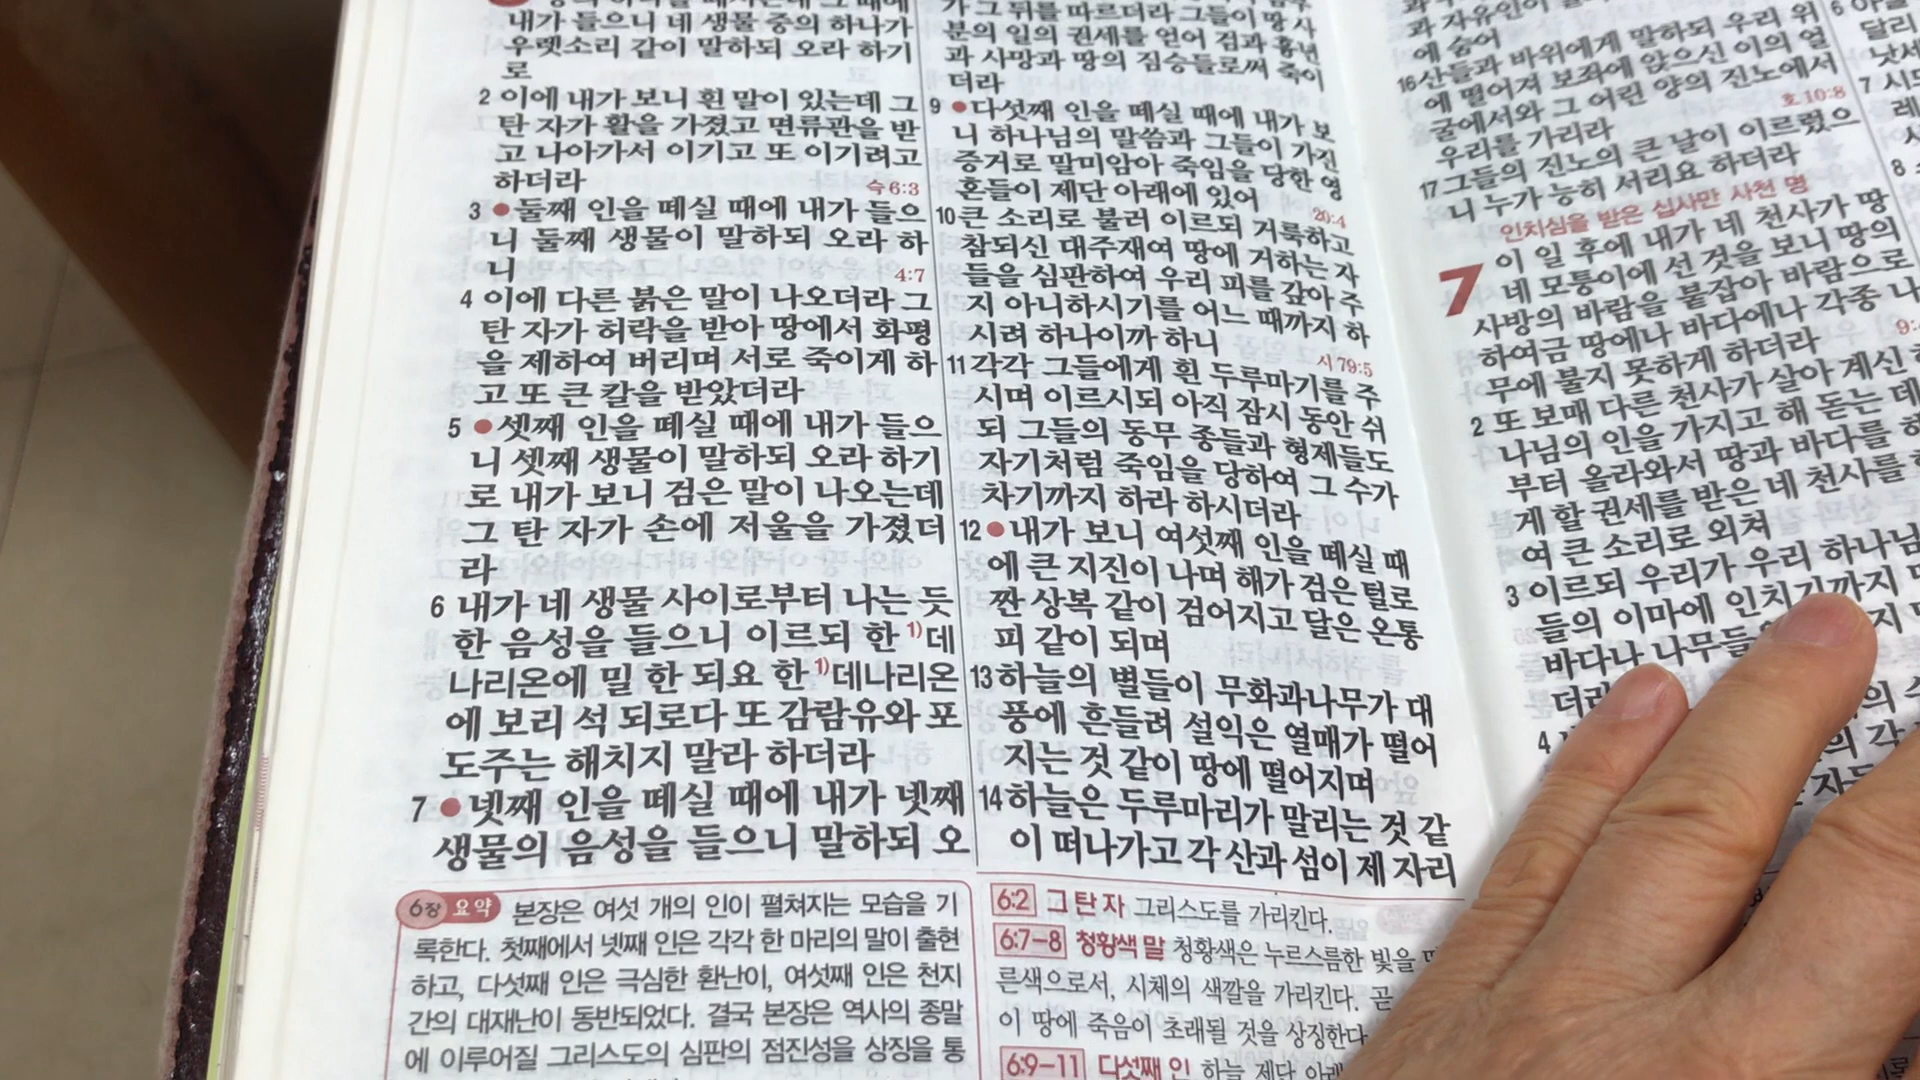 내가 들으니 네 생물 중의 하나가
우렛소리 같이 말하되 오라 하기
로
2 이에 내가 보니 흰 말이 있는데 그
탄 자가 활을 가졌고 면류관을 받
고 나아가서 이기고 또 이기려고
하더라 슥6:3
3 ●둘째 인을 떼실 때에 내가 들으
니 둘째 생물이 말하되 오라 하
니 4:7
4 이에 다른 붉은 말이 나오더라 그
탄 자가 허락을 받아 땅에서 화평
을 제하여 버리며 서로 죽이게 하
고 또 큰 칼을 받았더라
5 ●셋째 인을 떼실 때에 내가 들으
니 셋째 생물이 말하되 오라 하기
로 내가 보니 검은 말이 나오는데
그 탄 자가 손에 저울을 가졌더
라
6 내가 네 생물 사이로부터 나는 듯
한 음성을 들으니 이르되 한 1)데
나리온에 밀 한 되요 한 1)데나리온
에 보리 석 되로다 또 감람유와 포
도주는 해치지 말라 하더라
7 ●넷째 인을 떼실 때에 내가 넷째
생물의 음성을 들으니 말하되 오
가 그 뒤를 따르더라 그들이 땅 사
분의 일의 권세를 얻어 검과 흉년
과 사망과 땅의 짐승들로써 죽이
더라
9 ●다섯째 인을 떼실 때에 내가 보
니 하나님의 말씀과 그들이 가진
증거로 말미암아 죽임을 당한 영
혼들이 제단 아래에 있어 20:4
10 큰 소리로 불러 이르되 거룩하고
참되신 대주재여 땅에 거하는 자
들을 심판하여 우리 피를 갚아 주
지 아니하시기를 어느 때까지 하
시려 하나이까 하니 시79:5
11 각각 그들에게 흰 두루마기를 주
시며 이르시되 아직 잠시 동안 쉬
되 그들의 동무 종들과 형제들도
자기처럼 죽임을 당하여 그 수가
차기까지 하라 하시더라
12 ●내가 보니 여섯째 인을 떼실 때
에 큰 지진이 나며 해가 검은 털로
짠 상복 같이 검어지고 달은 온통
피 같이 되며
13 하늘의 별들이 무화과나무가 대
풍에 흔들려 설익은 열매가 떨어
지는 것 같이 땅에 떨어지며
14 하늘은 두루마리가 말리는 것 같
이 떠나가고 각 산과 섬이 제 자리
과 자유인이
에 숨어
16 산들과 바위에게 말하되 우리 위
에 떨어져 보좌에 앉으신 이의 얼
굴에서와 그 어린 양의 진노에서
우리를 가리라 호10:8
17 그들의 진노의 큰 날이 이르렀으
니 누가 능히 서리요 하더라
인치심을 받은 십사만 사천 명
7 이 일 후에 내가 네 천사가 땅
네 모퉁이에 선 것을 보니 땅의
사방의 바람을 붙잡아 바람으로
하여금 땅에나 바다에나 각종 나
무에 불지 못하게 하더라 9:
2 또 보매 다른 천사가 살아 계신
나님의 인을 가지고 해 돋는 데
부터 올라와서 땅과 바다를
게 할 권세를 받은 네 천사를
여 큰 소리로 외쳐
3 이르되 우리가 우리 하나님
들의 이마에 인치기까지
바다나 나무들
더라
4
6
달리
낮
7 시
레
8
6장 요약 본장은 여섯 개의 인이 펼쳐지는 모습을 기
록한다. 첫째에서 넷째 인은 각각 한 마리의 말이 출현
하고, 다섯째 인은 극심한 환난이, 여섯째 인은 천지
간의 대재난이 동반되었다. 결국 본장은 역사의 종말
에 이루어질 그리스도의 심판의 점진성을 상징을 통
6:2 그 탄 자 그리스도를 가리킨다.
6:7-8 청황색 말 청황색은 누르스름한 빛을
른색으로서, 시체의 색깔을 가리킨다. 곧
이 땅에 죽음이 초래될 것을 상징한다
6:9-11 다섯째 인 하늘 제단 아래